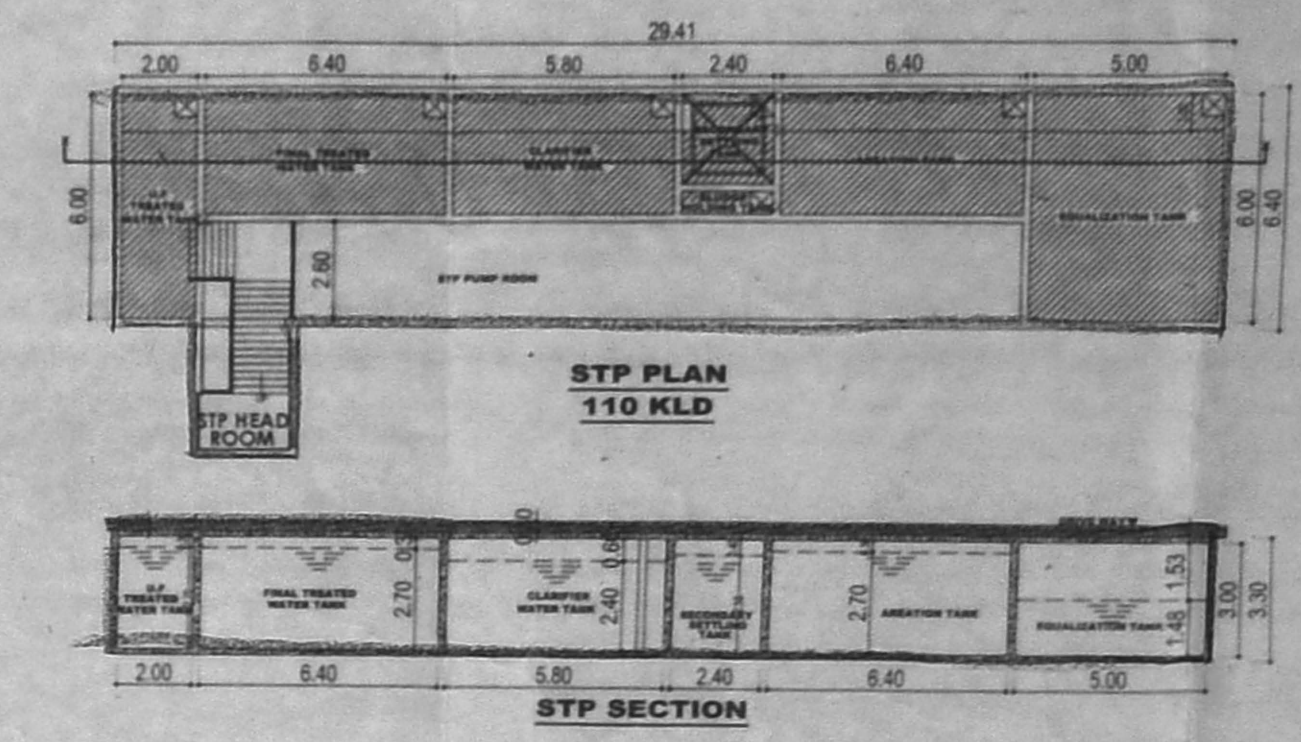 29.41
2.00 6.40 5.80 2.40 6.40 5.00
FINAL TREATED
WATER TANK
CLARIFIER
WATER TANK
U.F
TREATED
WATER TANK
SLUDGE
HOLDING TANK
EQUALIZATION TANK
6.00
6.00
6.40
2.60
STP PUMP ROOM
STP HEAD
ROOM
STP PLAN
110 KLD
U.F
TREATED
WATER TANK
FINAL TREATED
WATER TANK
2.70
CLARIFIER
WATER TANK
0.60
2.40
SECONDARY
SETTLING
TANK
2.70
AREATION TANK
EQUALIZATION TANK
1.53
1.48
3.00
3.30
2.00 6.40 5.80 2.40 6.40 5.00
STP SECTION